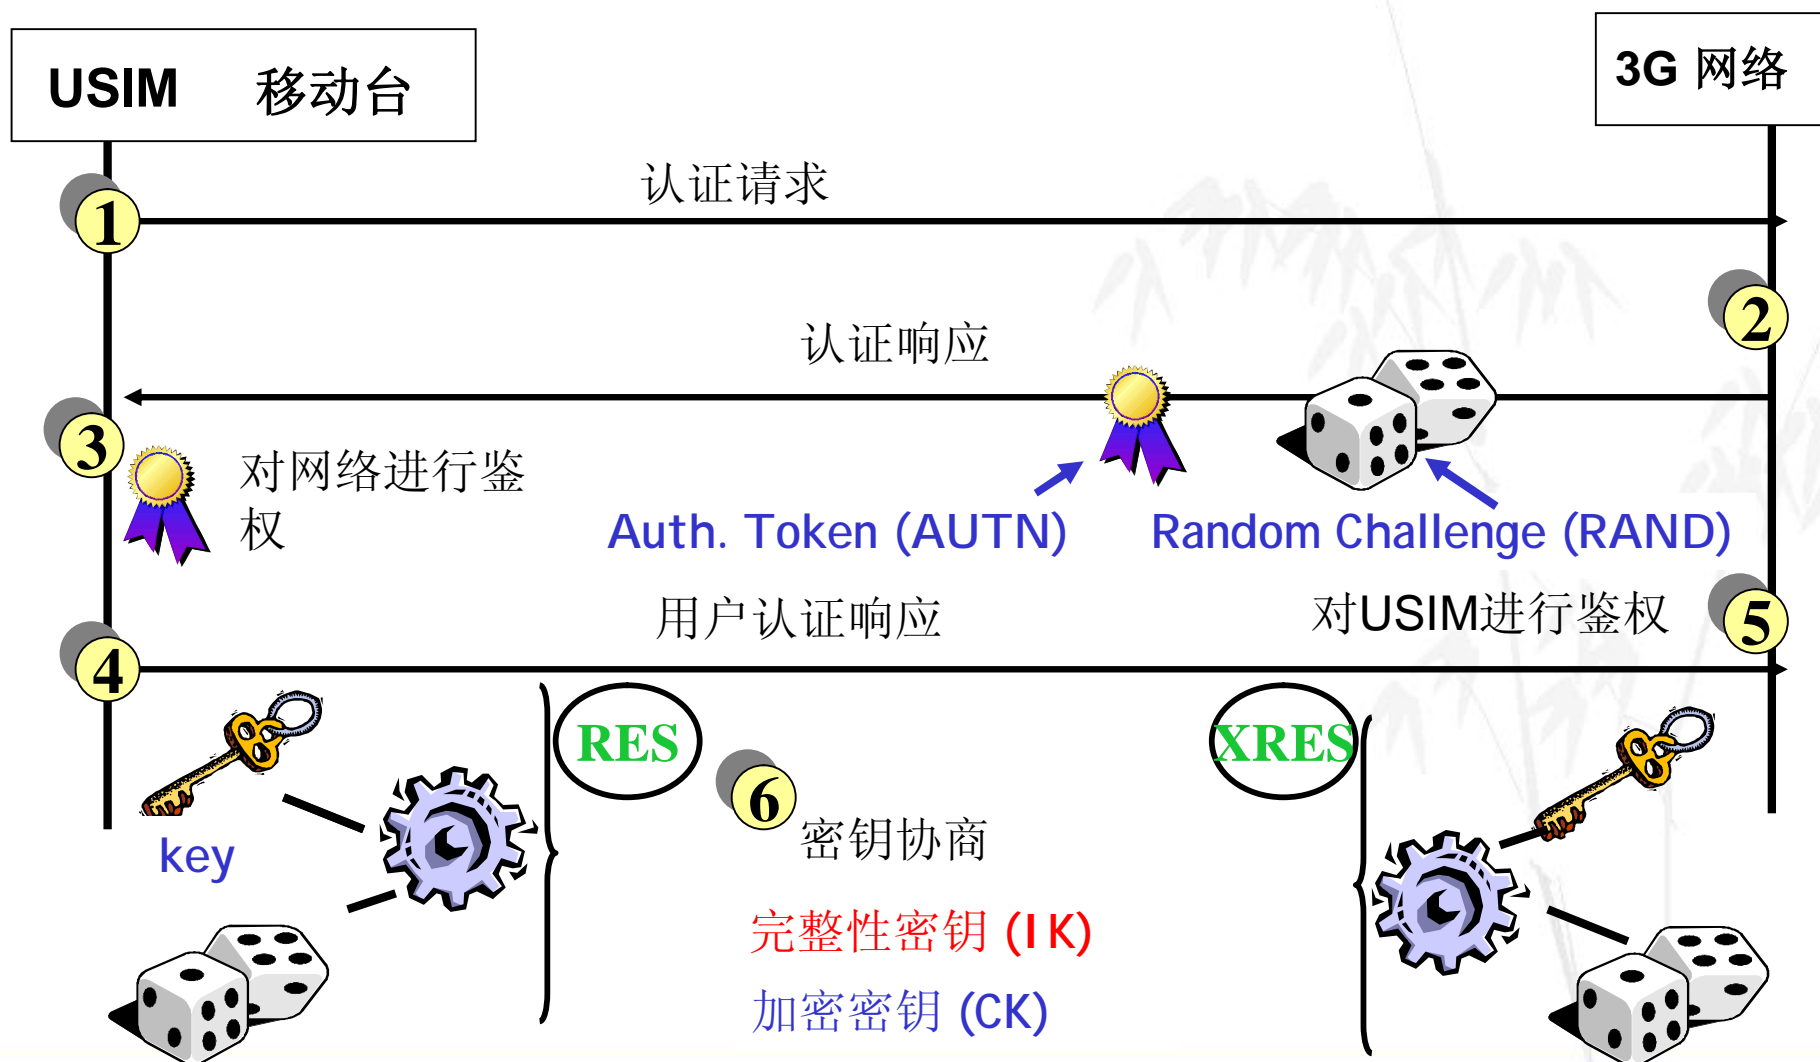 USIM 移动台
3G 网络
认证请求
1
2
认证响应
3
对网络进行鉴
权
Auth. Token (AUTN)
Random Challenge (RAND)
用户认证响应
对USIM进行鉴权
5
4
RES
XRES
6
密钥协商
key
完整性密钥 (IK)
加密密钥 (CK)